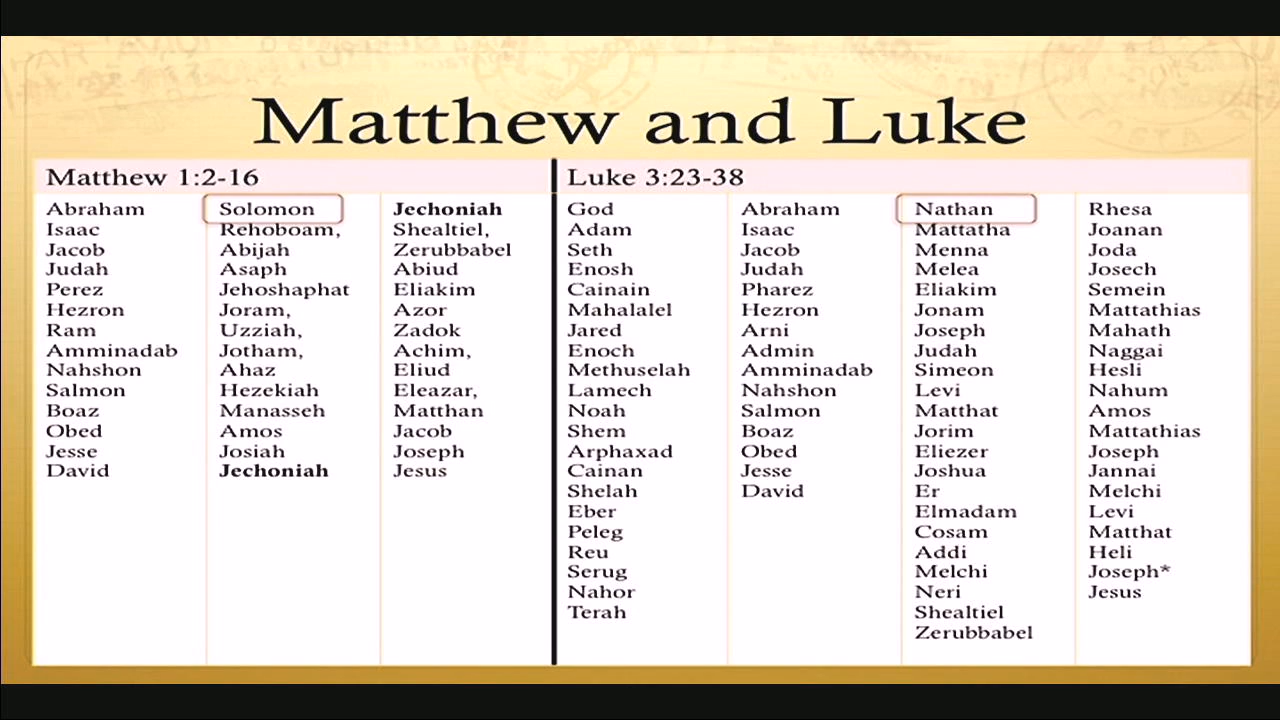 Matthew and Luke
Matthew 1:2-16
Abraham
Isaac
Jacob
Judah
Perez
Hezron
Ram
Amminadab
Nahshon
Salmon
Boaz
Obed
Jesse
David
Solomon
Rehoboam,
Abijah
Asaph
Jehoshaphat
Joram,
Uzziah,
Jotham,
Ahaz
Hezekiah
Manasseh
Amos
Josiah
Jechoniah
Jechoniah
Shealtiel,
Zerubbabel
Abiud
Eliakim
Azor
Zadok
Achim,
Eliud
Eleazar,
Matthan
Jacob
Joseph
Jesus
Luke 3:23-38
God
Adam
Seth
Enosh
Cainain
Mahalalel
Jared
Enoch
Methuselah
Lamech
Noah
Shem
Arphaxad
Cainan
Shelah
Eber
Peleg
Reu
Serug
Nahor
Terah
Abraham
Isaac
Jacob
Judah
Pharez
Hezron
Arni
Admin
Amminadab
Nahshon
Salmon
Boaz
Obed
Jesse
David
Nathan
Mattatha
Menna
Melea
Eliakim
Jonam
Joseph
Judah
Simeon
Levi
Matthat
Jorim
Eliezer
Joshua
Er
Elmadam
Cosam
Addi
Melchi
Neri
Shealtiel
Zerubbabel
Rhesa
Joanan
Joda
Josech
Semein
Mattathias
Mahath
Naggai
Hesli
Nahum
Amos
Mattathias
Joseph
Jannai
Melchi
Levi
Matthat
Heli
Joseph*
Jesus